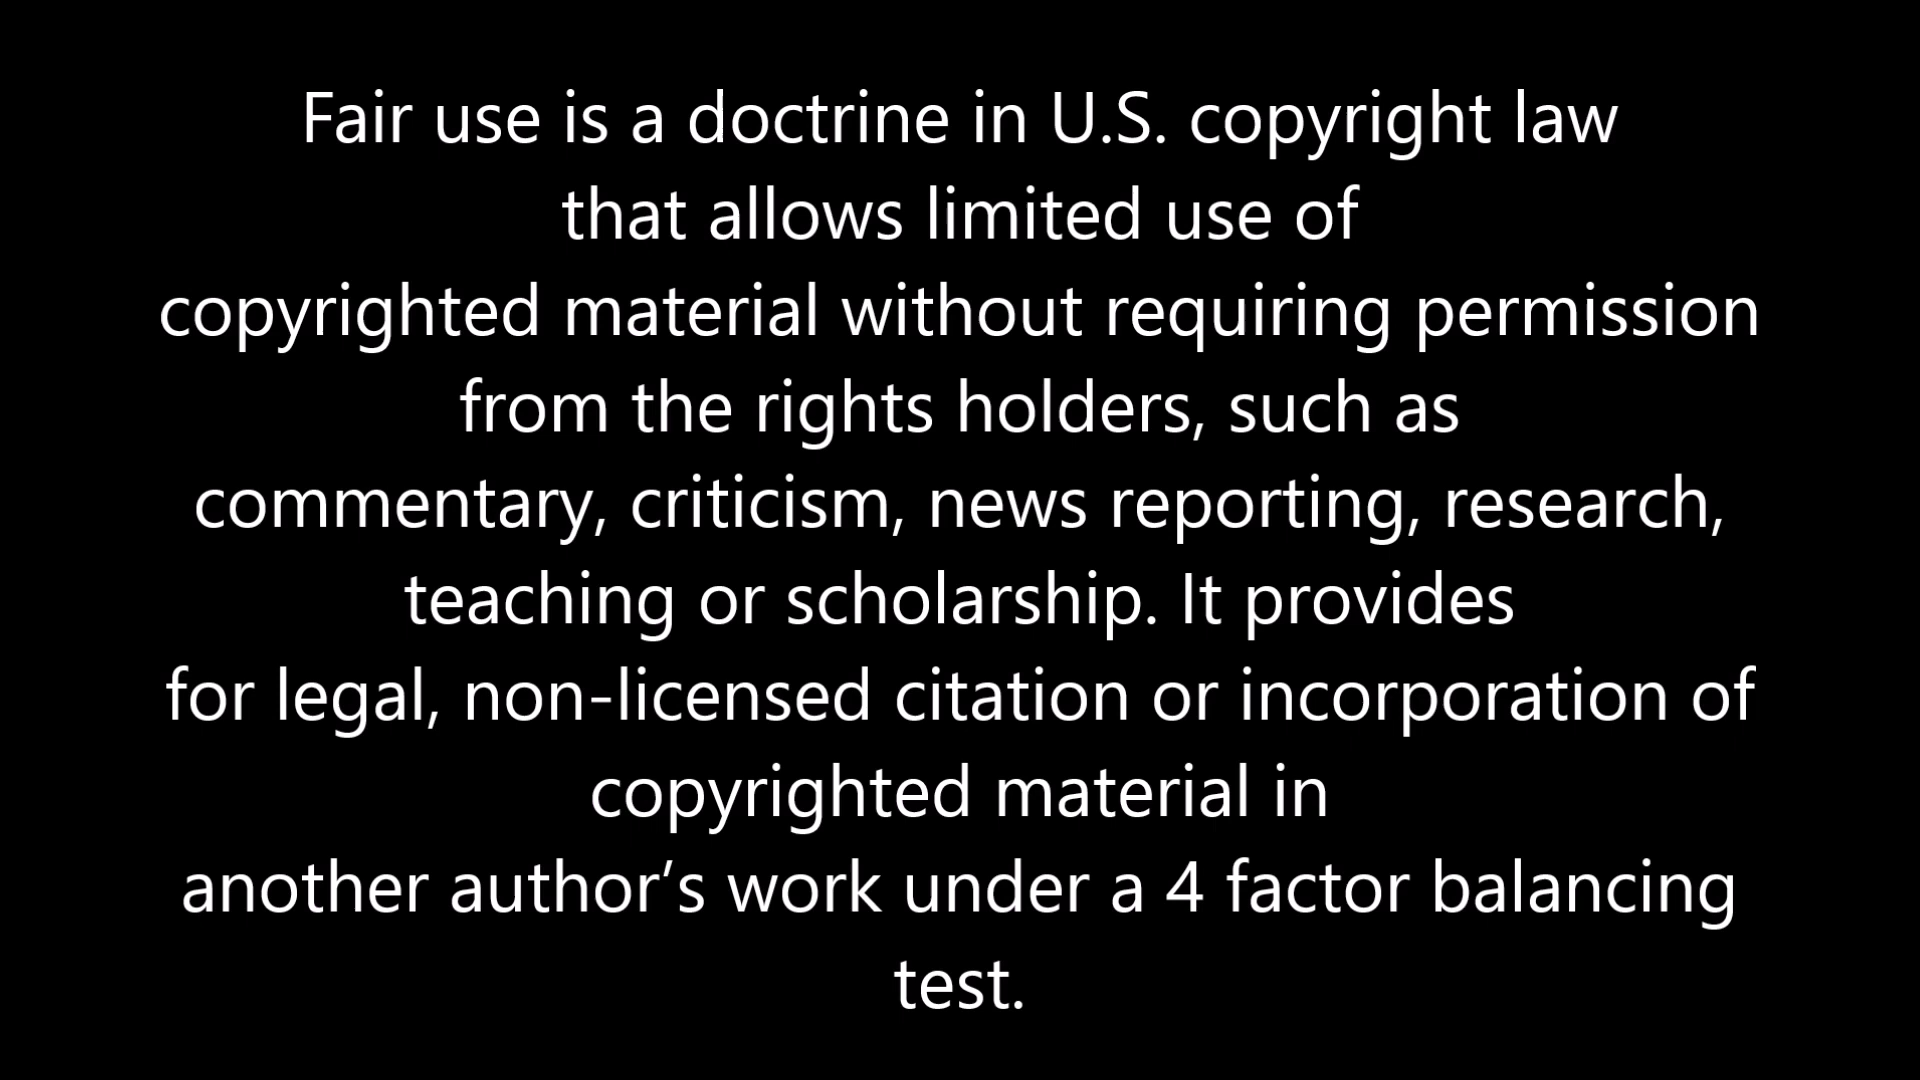 Fair use is a doctrine in U.S. copyright law
that allows limited use of
copyrighted material without requiring permission
from the rights holders, such as
commentary, criticism, news reporting, research,
teaching or scholarship. It provides
for legal, non-licensed citation or incorporation of
copyrighted material in
another author’s work under a 4 factor balancing
test.